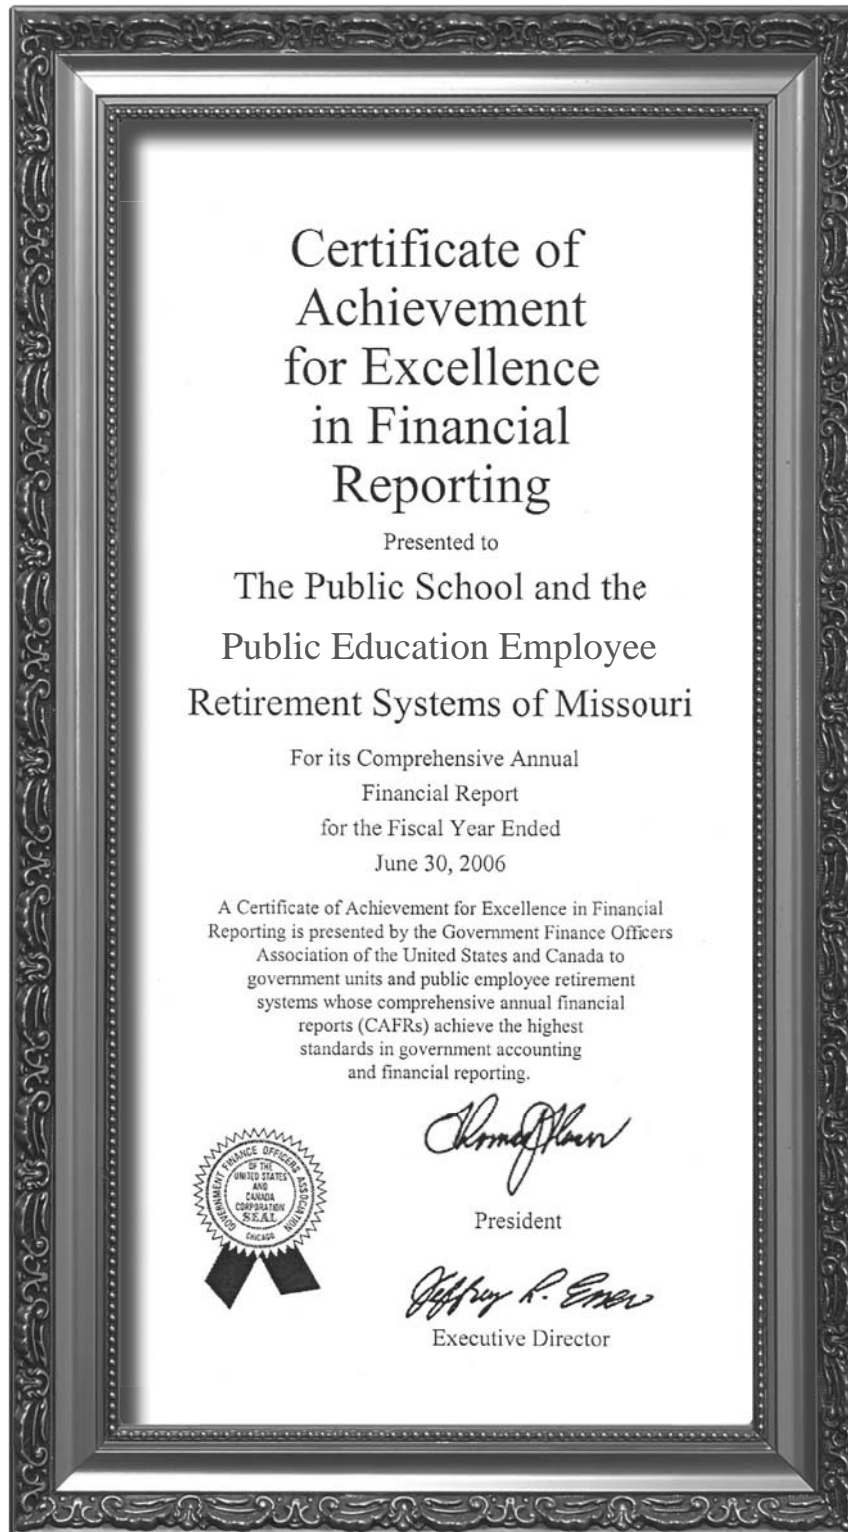 Certificate of
Achievement
for Excellence
in Financial
Reporting
Presented to
The Public School and the
Public Education Employee
Retirement Systems of Missouri
For its Comprehensive Annual
Financial Report
for the Fiscal Year Ended
June 30, 2006
A Certificate of Achievement for Excellence in Financial
Reporting is presented by the Government Finance Officers
Association of the United States and Canada to
government units and public employee retirement
systems whose comprehensive annual financial
reports (CAFRs) achieve the highest
standards in government accounting
and financial reporting.
GOVERNMENT FINANCE OFFICERS ASSOCIATION
OF THE
UNITED STATES
AND
CANADA
CORPORATION
SEAL
CHICAGO
President
Jeffrey R.
Executive Director